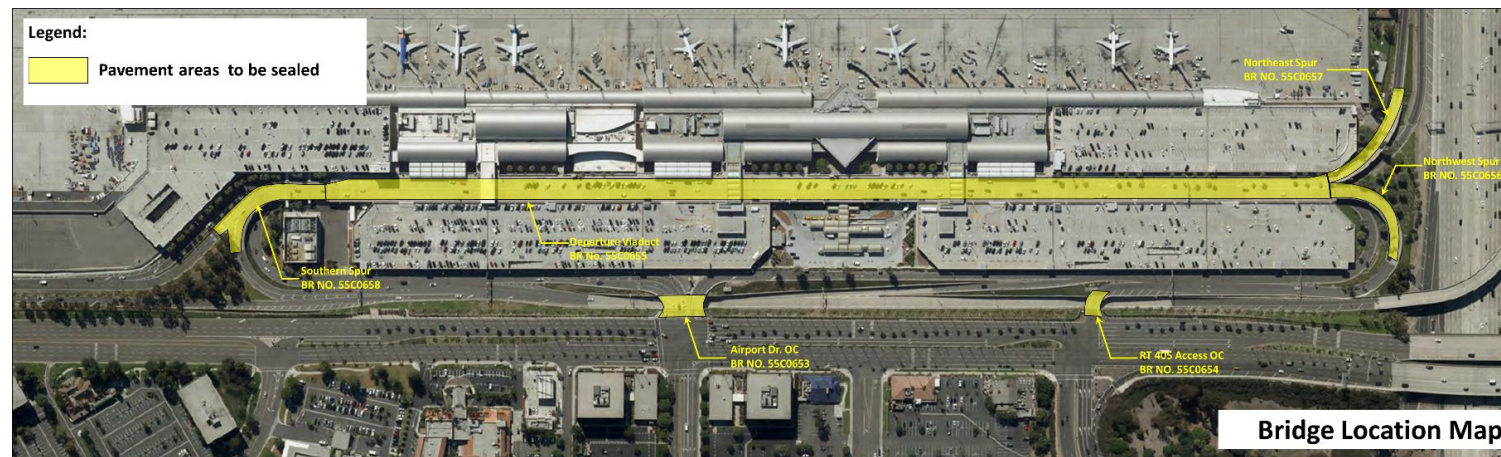 Legend:
Pavement areas to be sealed
Northeast Spur
BR NO. 55C0657
Northwest Spur
BR NO. 55C0656
Departure Viaduct
BR No. 55C0655
Southern Spur
BR NO. 55C0658
Airport Dr. OC
BR NO. 55C0653
RT 405 Access OC
BR NO. 55C0654
Bridge Location Map